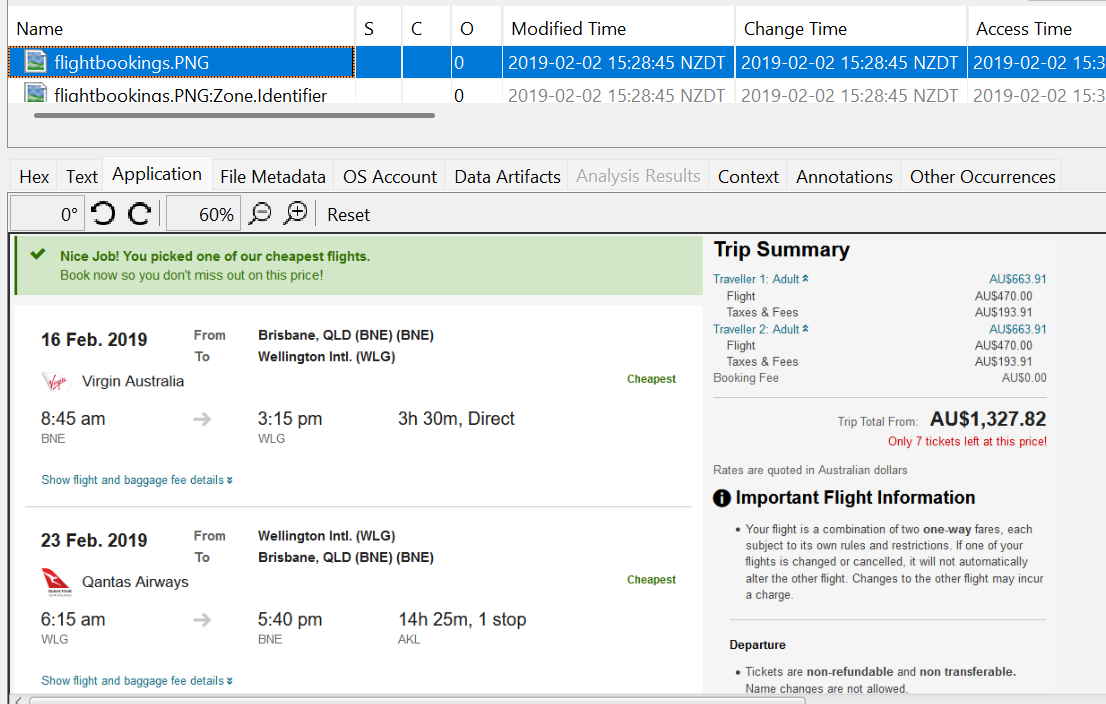 Name S C O Modified Time Change Time Access Time
flightbookings.PNG 0 2019-02-02 15:28:45 NZDT 2019-02-02 15:28:45 NZDT 2019-02-02 15:3
flightbookings.PNG:Zone.Identifier 0 2019-02-02 15:28:45 NZDT 2019-02-02 15:28:45 NZDT 2019-02-02 15:3
Hex Text Application File Metadata OS Account Data Artifacts Analysis Results Context Annotations Other Occurrences
0° 60% Reset
Nice Job! You picked one of our cheapest flights.
Book now so you don't miss out on this price!
16 Feb. 2019 From Brisbane, QLD (BNE) (BNE)
To Wellington Intl. (WLG)
Virgin Australia Cheapest
8:45 am 3:15 pm 3h 30m, Direct
BNE WLG
Show flight and baggage fee details
23 Feb. 2019 From Wellington Intl. (WLG)
To Brisbane, QLD (BNE) (BNE)
Qantas Airways Cheapest
6:15 am 5:40 pm 14h 25m, 1 stop
WLG BNE AKL
Show flight and baggage fee details
Trip Summary
Traveller 1: Adult AU$663.91
Flight AU$470.00
Taxes & Fees AU$193.91
Traveller 2: Adult AU$663.91
Flight AU$470.00
Taxes & Fees AU$193.91
Booking Fee AU$0.00
Trip Total From: AU$1,327.82
Only 7 tickets left at this price!
Rates are quoted in Australian dollars
Important Flight Information
• Your flight is a combination of two one-way fares, each
subject to its own rules and restrictions. If one of your
flights is changed or cancelled, it will not automatically
alter the other flight. Changes to the other flight may incur
a charge.
Departure
• Tickets are non-refundable and non transferable.
Name changes are not allowed.